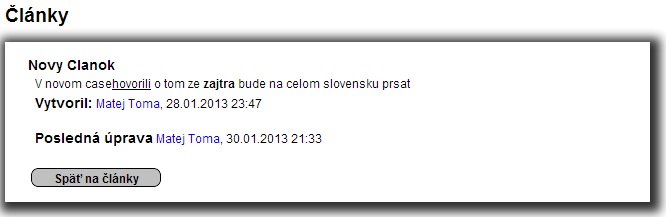 Články
Novy Clanok
V novom casehovorili o tom ze zajtra bude na celom slovensku prsat
Vytvoril: Matej Toma, 28.01.2013 23:47
Posledná úprava Matej Toma, 30.01.2013 21:33
Späť na články